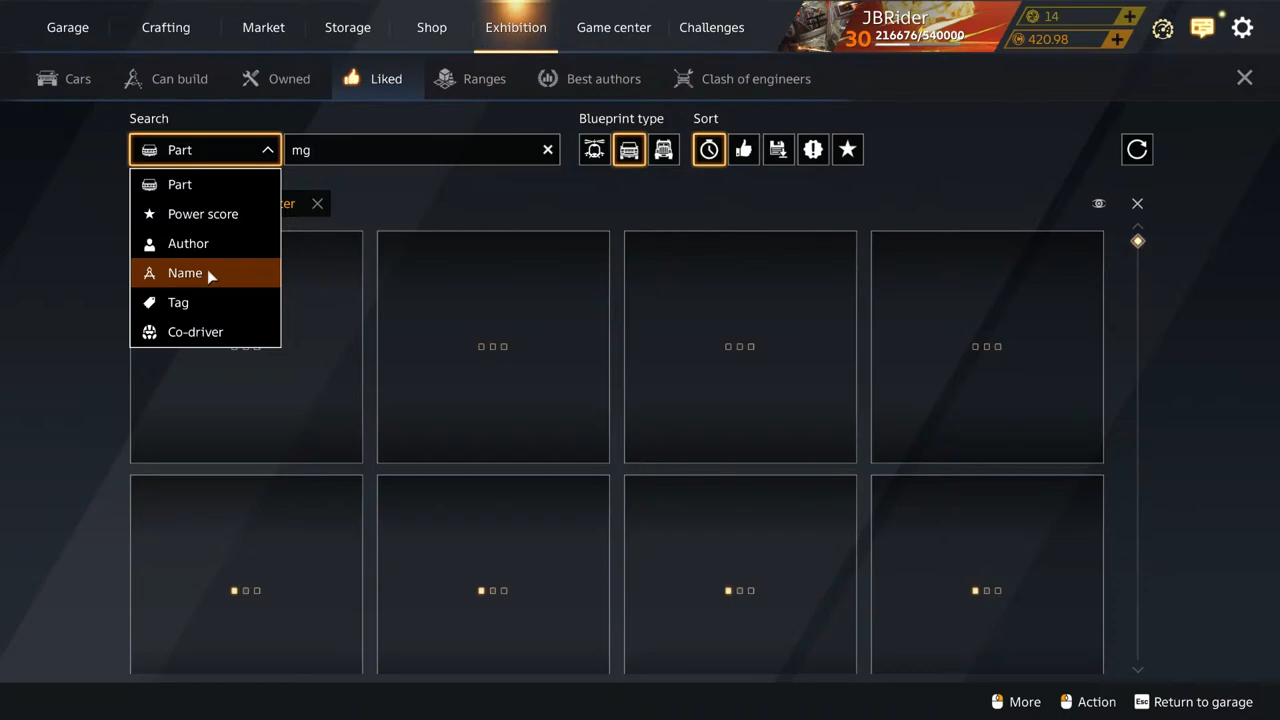 Garage
Crafting
Market
Storage
Shop
Exhibition
Game center
Challenges
JBRider
30 216676/540000
14
420.98
Cars
Can build
Owned
Liked
Ranges
Best authors
Clash of engineers
Search
Blueprint type
Sort
Part
mg
Part
Power score
Author
Name
Tag
Co-driver
More
Action
Esc Return to garage